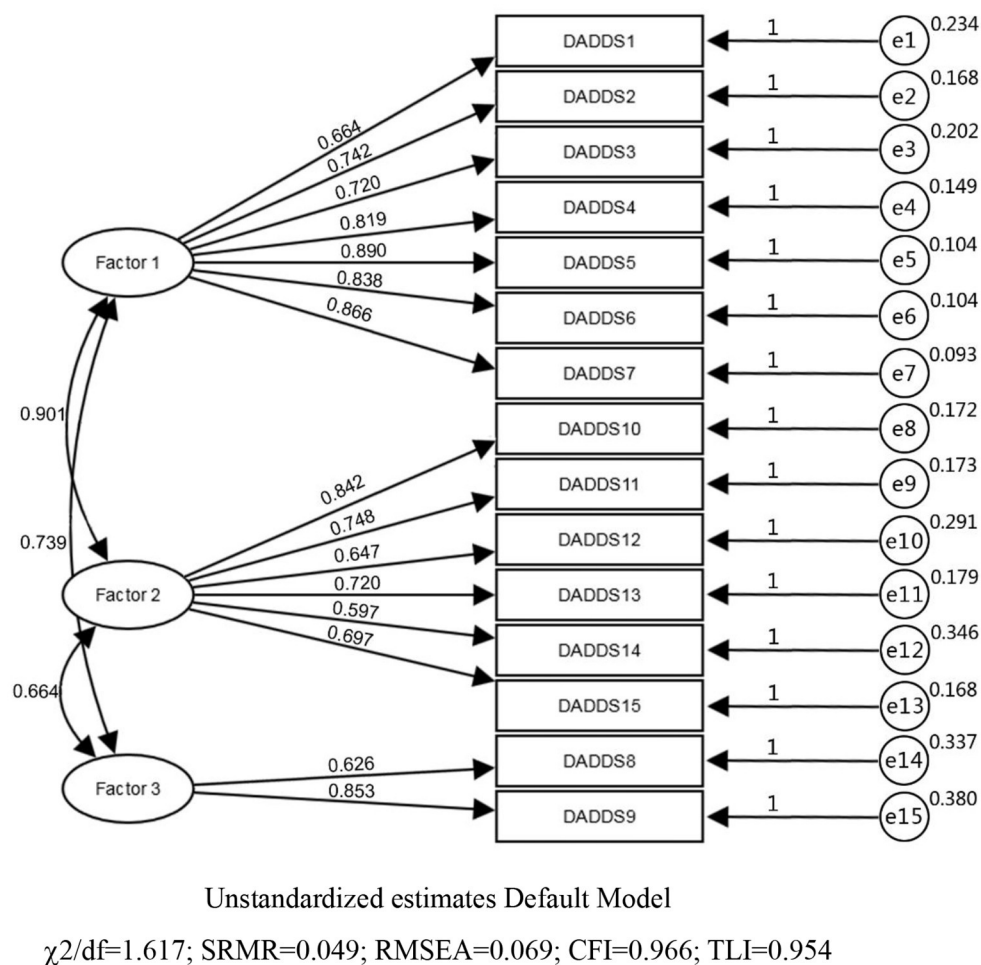 DADDS1 1 e1 0.234
DADDS2 1 e2 0.168
DADDS3 1 e3 0.202
DADDS4 1 e4 0.149
DADDS5 1 e5 0.104
DADDS6 1 e6 0.104
DADDS7 1 e7 0.093
DADDS10 1 e8 0.172
DADDS11 1 e9 0.173
DADDS12 1 e10 0.291
DADDS13 1 e11 0.179
DADDS14 1 e12 0.346
DADDS15 1 e13 0.168
DADDS8 1 e14 0.337
DADDS9 1 e15 0.380
Factor 1
0.664
0.742
0.720
0.819
0.890
0.838
0.866
0.901
0.739
Factor 2
0.842
0.748
0.647
0.720
0.597
0.697
0.664
Factor 3
0.626
0.853
Unstandardized estimates Default Model
χ2/df=1.617; SRMR=0.049; RMSEA=0.069; CFI=0.966; TLI=0.954